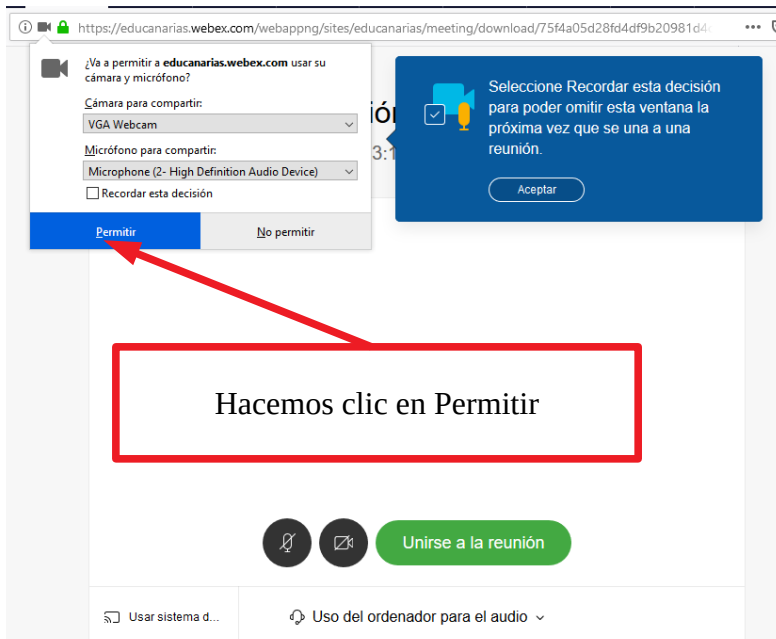 https://educanarias.webex.com/webappng/sites/educanarias/meeting/download/75f4a05d28fd4df9b20981d4
¿Va a permitir a educanarias.webex.com usar su
cámara y micrófono?
Cámara para compartir:
VGA Webcam
Micrófono para compartir:
Microphone (2- High Definition Audio Device)
Recordar esta decisión
Permitir
No permitir
Seleccione Recordar esta decisión
para poder omitir esta ventana la
próxima vez que se una a una
reunión.
Aceptar
Hacemos clic en Permitir
Unirse a la reunión
Usar sistema d...
Uso del ordenador para el audio